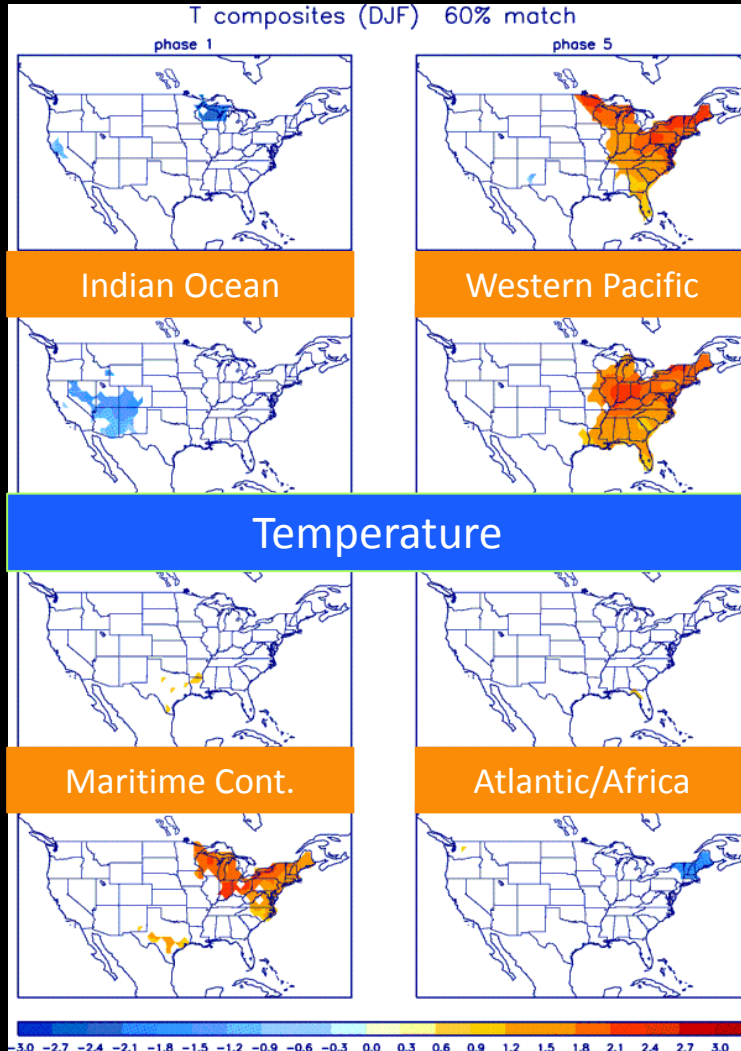 T composites (DJF) 60% match
phase 1
phase 5
Indian Ocean
Western Pacific
Temperature
Maritime Cont.
Atlantic/Africa
-3.0 -2.7 -2.4 -2.1 -1.8 -1.5 -1.2 -0.9 -0.6 -0.3 0.0 0.3 0.6 0.9 1.2 1.5 1.8 2.1 2.4 2.7 3.0